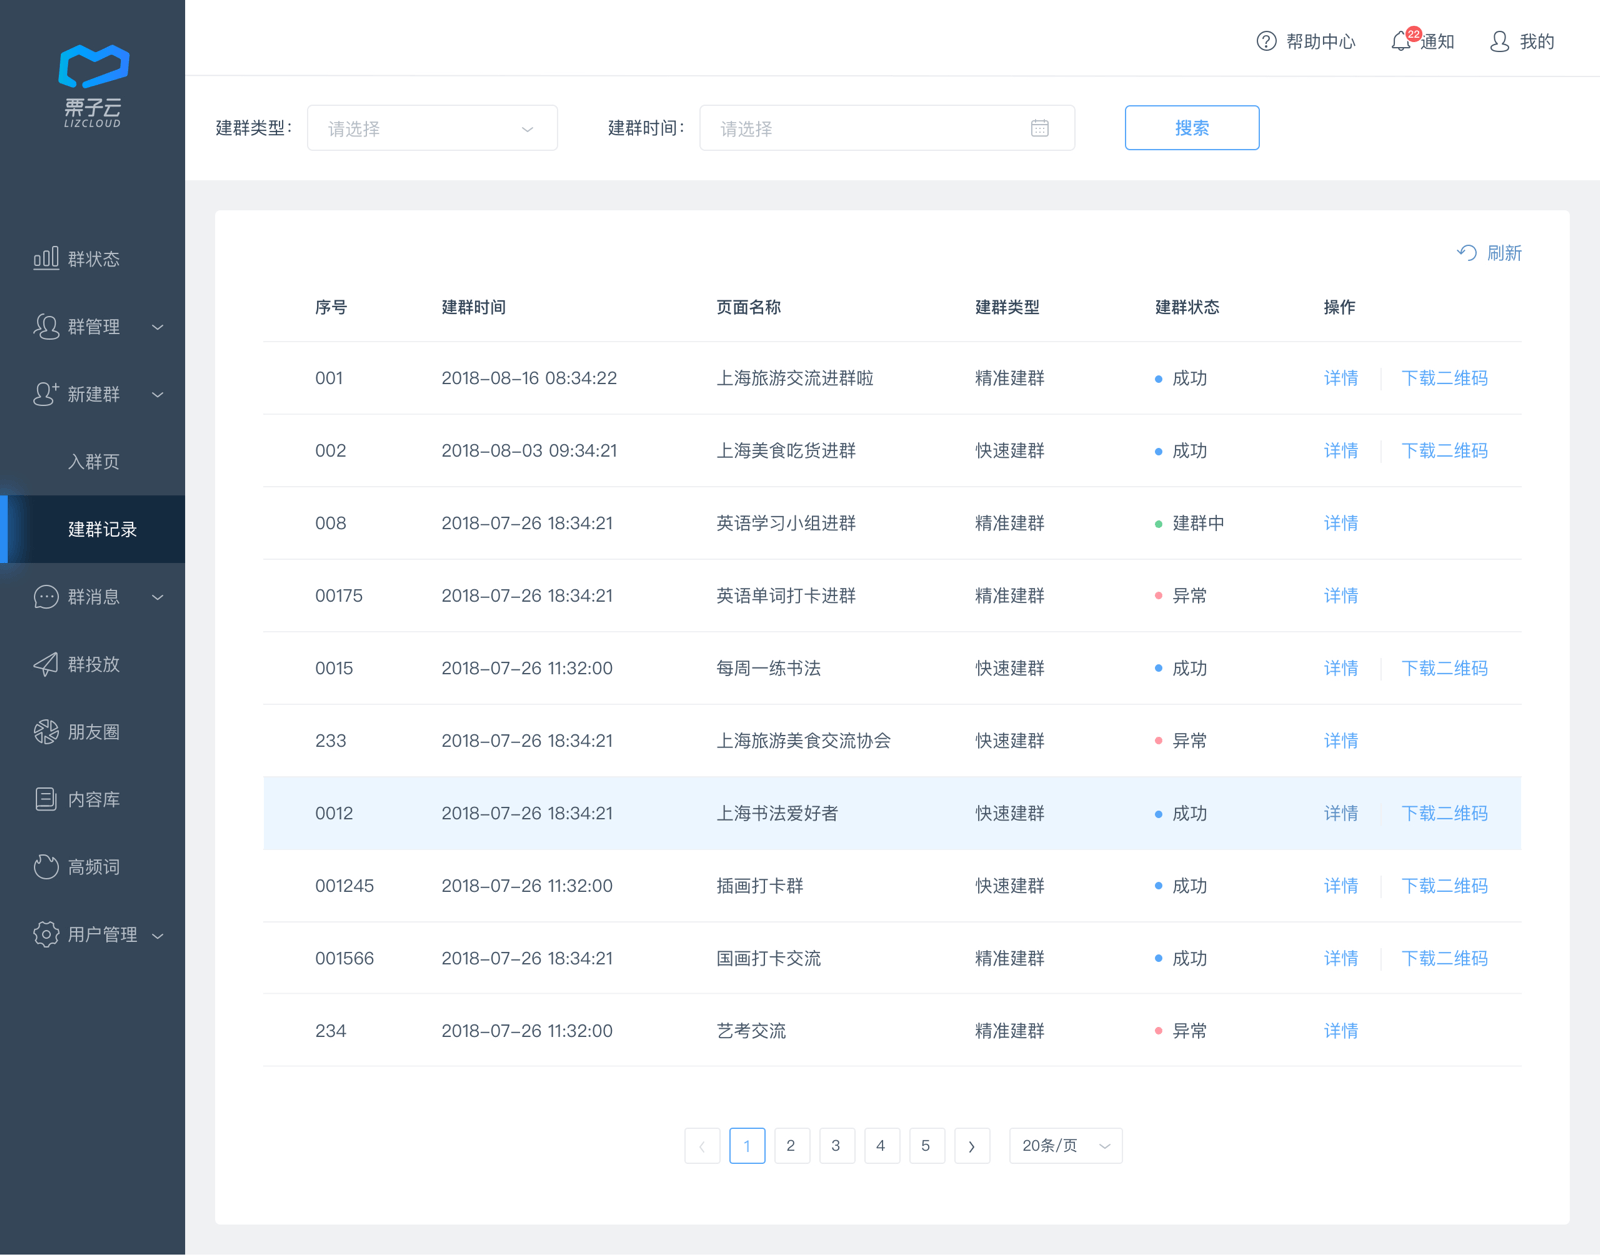 栗子云
LIZCLOUD
帮助中心
22
通知
我的
建群类型：
请选择
建群时间：
请选择
搜索
群状态
群管理
新建群
入群页
建群记录
群消息
群投放
朋友圈
内容库
高频词
用户管理
刷新
序号 建群时间 页面名称 建群类型 建群状态 操作
001 2018-08-16 08:34:22 上海旅游交流进群啦 精准建群 成功 详情 下载二维码
002 2018-08-03 09:34:21 上海美食吃货进群 快速建群 成功 详情 下载二维码
008 2018-07-26 18:34:21 英语学习小组进群 精准建群 建群中 详情
00175 2018-07-26 18:34:21 英语单词打卡进群 精准建群 异常 详情
0015 2018-07-26 11:32:00 每周一练书法 快速建群 成功 详情 下载二维码
233 2018-07-26 18:34:21 上海旅游美食交流协会 快速建群 异常 详情
0012 2018-07-26 18:34:21 上海书法爱好者 快速建群 成功 详情 下载二维码
001245 2018-07-26 11:32:00 插画打卡群 快速建群 成功 详情 下载二维码
001566 2018-07-26 18:34:21 国画打卡交流 精准建群 成功 详情 下载二维码
234 2018-07-26 11:32:00 艺考交流 精准建群 异常 详情
1 2 3 4 5 20条/页